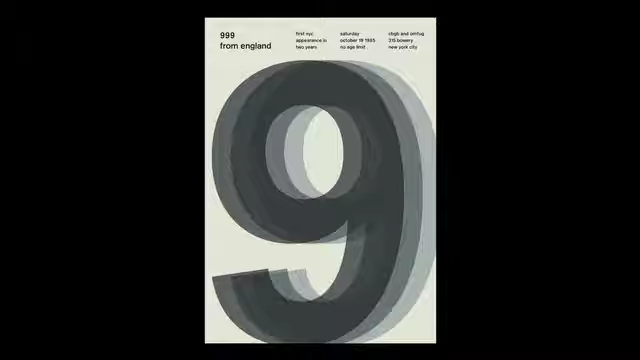 999
from england
first nyc
appearance in
two years
saturday
october 19 1985
no age limit
cbgb and omfug
315 bowery
new york city
9